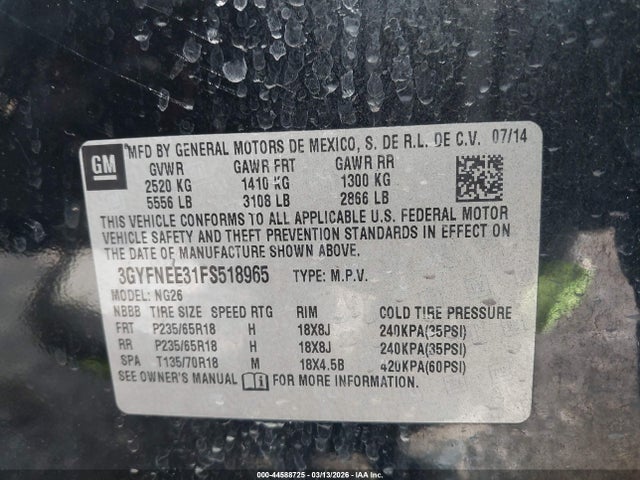 GM
MFD BY GENERAL MOTORS DE MEXICO, S. DE R.L. DE C.V. 07/14
GVWR GAWR FRT GAWR RR
2520 KG 1410 KG 1300 KG
5556 LB 3108 LB 2866 LB
THIS VEHICLE CONFORMS TO ALL APPLICABLE U.S. FEDERAL MOTOR
VEHICLE SAFETY AND THEFT PREVENTION STANDARDS IN EFFECT ON
THE DATE OF MANUFACTURE SHOWN ABOVE.
3GYFNEE31FS518965 TYPE: M.P.V.
MODEL: NG26
NBBB TIRE SIZE SPEED RTG RIM COLD TIRE PRESSURE
FRT P235/65R18 H 18X8J 240KPA(35PSI)
RR P235/65R18 H 18X8J 240KPA(35PSI)
SPA T135/70R18 M 18X4.5B 420KPA(60PSI)
SEE OWNER'S MANUAL FOR MORE INFORMATION.
000-44588725 - 03/13/2026 - IAA Inc.